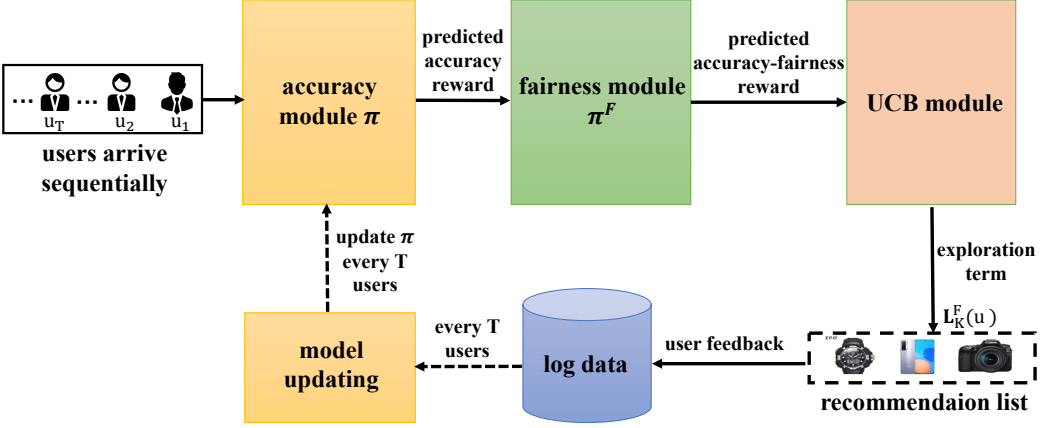 ... u_T ... u_2 u_1
users arrive
sequentially
accuracy
module π
predicted
accuracy
reward
fairness module
π^F
predicted
accuracy-fairness
reward
UCB module
exploration
term
L_K^F(u )
recommendaion list
user feedback
log data
every T
users
model
updating
update π
every T
users